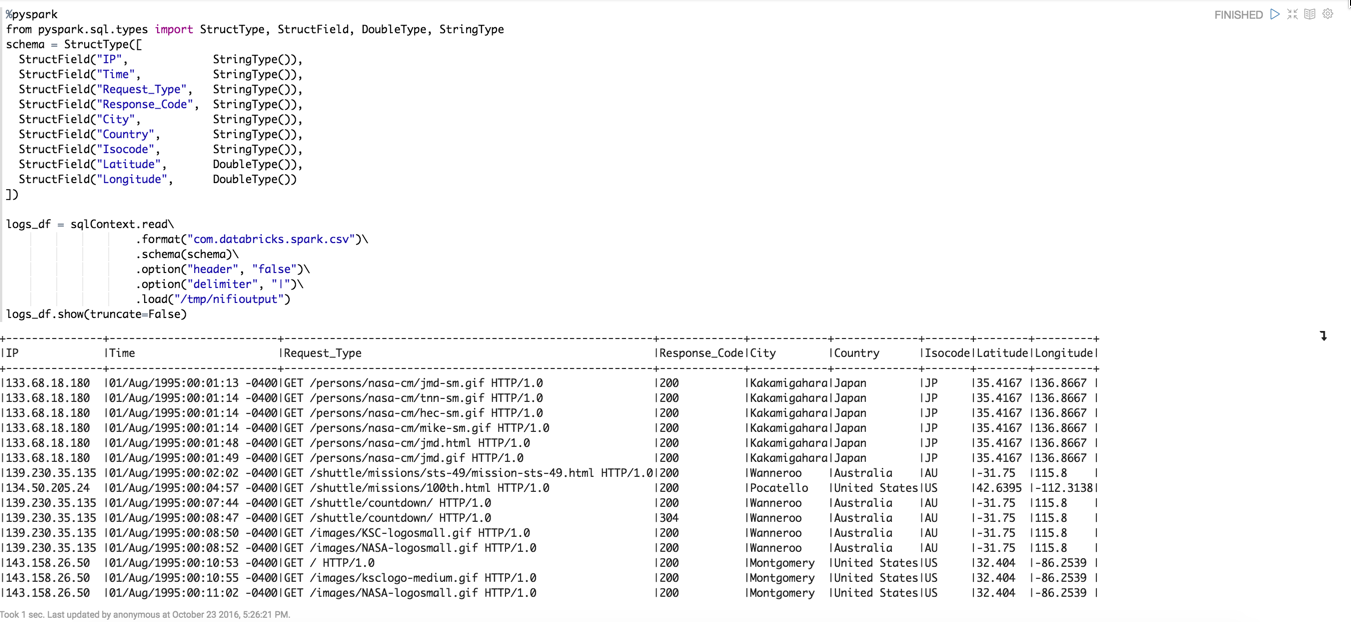 %pyspark
FINISHED
from pyspark.sql.types import StructType, StructField, DoubleType, StringType
schema = StructType([
  StructField("IP",             StringType()),
  StructField("Time",           StringType()),
  StructField("Request_Type",   StringType()),
  StructField("Response_Code",  StringType()),
  StructField("City",           StringType()),
  StructField("Country",        StringType()),
  StructField("Isocode",        StringType()),
  StructField("Latitude",       DoubleType()),
  StructField("Longitude",      DoubleType())
])
logs_df = sqlContext.read\
                    .format("com.databricks.spark.csv")\
                    .schema(schema)\
                    .option("header", "false")\
                    .option("delimiter", "|")\
                    .load("/tmp/nifioutput")
logs_df.show(truncate=False)
+---------------+---------------------------+-----------------------------------------------------------+-------------+------------+-------------+-------+--------+---------+
|IP             |Time                       |Request_Type                                               |Response_Code|City        |Country      |Isocode|Latitude|Longitude|
+---------------+---------------------------+-----------------------------------------------------------+-------------+------------+-------------+-------+--------+---------+
|133.68.18.180  |01/Aug/1995:00:01:13 -0400|GET /persons/nasa-cm/jmd-sm.gif HTTP/1.0                  |200          |Kakamigahara|Japan        |JP     |35.4167 |136.8667 |
|133.68.18.180  |01/Aug/1995:00:01:14 -0400|GET /persons/nasa-cm/tnn-sm.gif HTTP/1.0                  |200          |Kakamigahara|Japan        |JP     |35.4167 |136.8667 |
|133.68.18.180  |01/Aug/1995:00:01:14 -0400|GET /persons/nasa-cm/hec-sm.gif HTTP/1.0                  |200          |Kakamigahara|Japan        |JP     |35.4167 |136.8667 |
|133.68.18.180  |01/Aug/1995:00:01:14 -0400|GET /persons/nasa-cm/mike-sm.gif HTTP/1.0                 |200          |Kakamigahara|Japan        |JP     |35.4167 |136.8667 |
|133.68.18.180  |01/Aug/1995:00:01:48 -0400|GET /persons/nasa-cm/jmd.html HTTP/1.0                    |200          |Kakamigahara|Japan        |JP     |35.4167 |136.8667 |
|133.68.18.180  |01/Aug/1995:00:01:49 -0400|GET /persons/nasa-cm/jmd.gif HTTP/1.0                     |200          |Kakamigahara|Japan        |JP     |35.4167 |136.8667 |
|139.230.35.135 |01/Aug/1995:00:02:02 -0400|GET /shuttle/missions/sts-49/mission-sts-49.html HTTP/1.0|200          |Wanneroo    |Australia    |AU     |-31.75  |115.8    |
|134.50.205.24  |01/Aug/1995:00:04:57 -0400|GET /shuttle/missions/100th.html HTTP/1.0                 |200          |Pocatello   |United States|US     |42.6395 |-112.3138|
|139.230.35.135 |01/Aug/1995:00:07:44 -0400|GET /shuttle/countdown/ HTTP/1.0                          |200          |Wanneroo    |Australia    |AU     |-31.75  |115.8    |
|139.230.35.135 |01/Aug/1995:00:08:47 -0400|GET /shuttle/countdown/ HTTP/1.0                          |304          |Wanneroo    |Australia    |AU     |-31.75  |115.8    |
|139.230.35.135 |01/Aug/1995:00:08:50 -0400|GET /images/KSC-logosmall.gif HTTP/1.0                    |200          |Wanneroo    |Australia    |AU     |-31.75  |115.8    |
|139.230.35.135 |01/Aug/1995:00:08:52 -0400|GET /images/NASA-logosmall.gif HTTP/1.0                   |200          |Wanneroo    |Australia    |AU     |-31.75  |115.8    |
|143.158.26.50  |01/Aug/1995:00:10:53 -0400|GET / HTTP/1.0                                            |200          |Montgomery  |United States|US     |32.404  |-86.2539 |
|143.158.26.50  |01/Aug/1995:00:10:55 -0400|GET /images/ksclogo-medium.gif HTTP/1.0                   |200          |Montgomery  |United States|US     |32.404  |-86.2539 |
|143.158.26.50  |01/Aug/1995:00:11:02 -0400|GET /images/NASA-logosmall.gif HTTP/1.0                   |200          |Montgomery  |United States|US     |32.404  |-86.2539 |
Took 1 sec. Last updated by anonymous at October 23 2016, 5:26:21 PM.